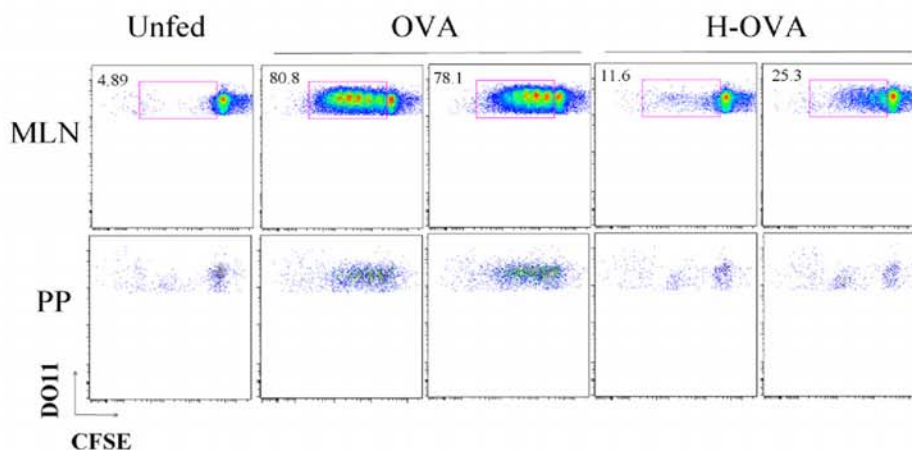 Unfed OVA H-OVA
4.89 80.8 78.1 11.6 25.3
MLN
PP
DO11
CFSE